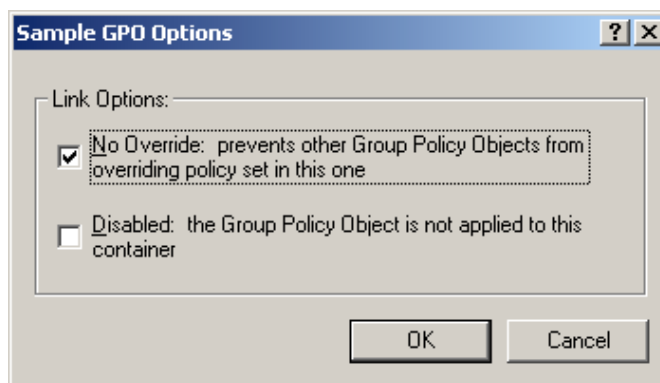 Sample GPO Options
Link Options:
No Override:  prevents other Group Policy Objects from
overriding policy set in this one
Disabled:  the Group Policy Object is not applied to this
container
OK
Cancel